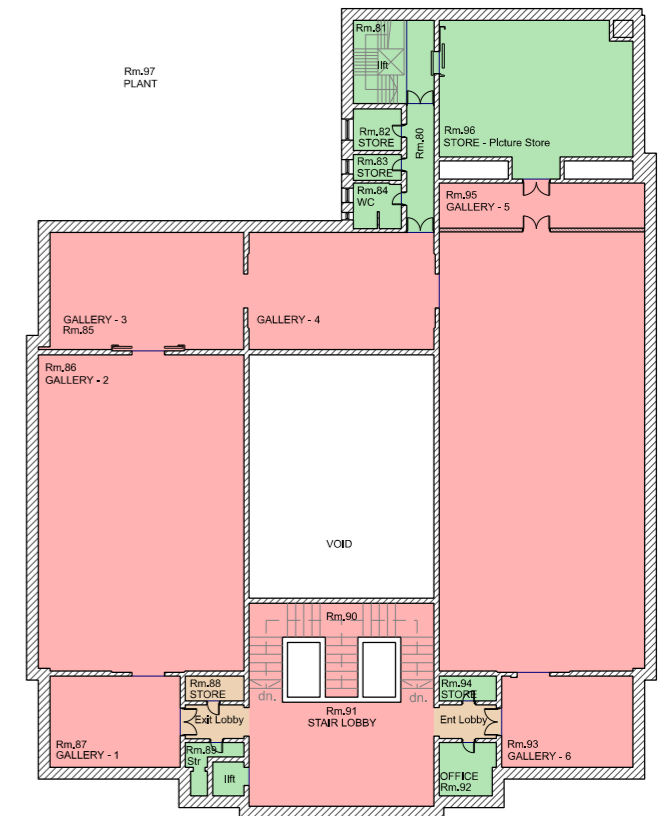 Rm.81
lift
Rm.97
PLANT
Rm.82
STORE
Rm.80
Rm.96
STORE - Picture Store
Rm.83
STORE
Rm.84
WC
Rm.95
GALLERY - 5
GALLERY - 3
Rm.85
GALLERY - 4
Rm.86
GALLERY - 2
VOID
Rm.90
Rm.88
STORE
dn.
dn.
Rm.94
STORE
Rm.91
STAIR LOBBY
Exit Lobby
Ent Lobby
Rm.87
GALLERY - 1
Rm.89
Str
lift
OFFICE
Rm.92
Rm.93
GALLERY - 6